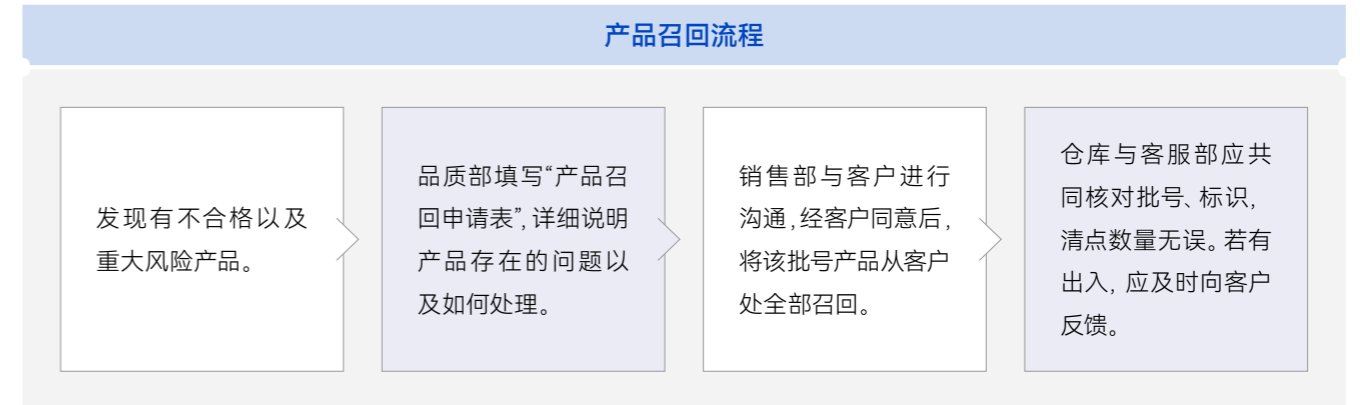 产品召回流程
发现有不合格以及
重大风险产品。
品质部填写“产品召
回申请表”,详细说明
产品存在的问题以
及如何处理。
销售部与客户进行
沟通,经客户同意后,
将该批号产品从客户
处全部召回。
仓库与客服部应共
同核对批号、标识,
清点数量无误。若有
出入, 应及时向客户
反馈。